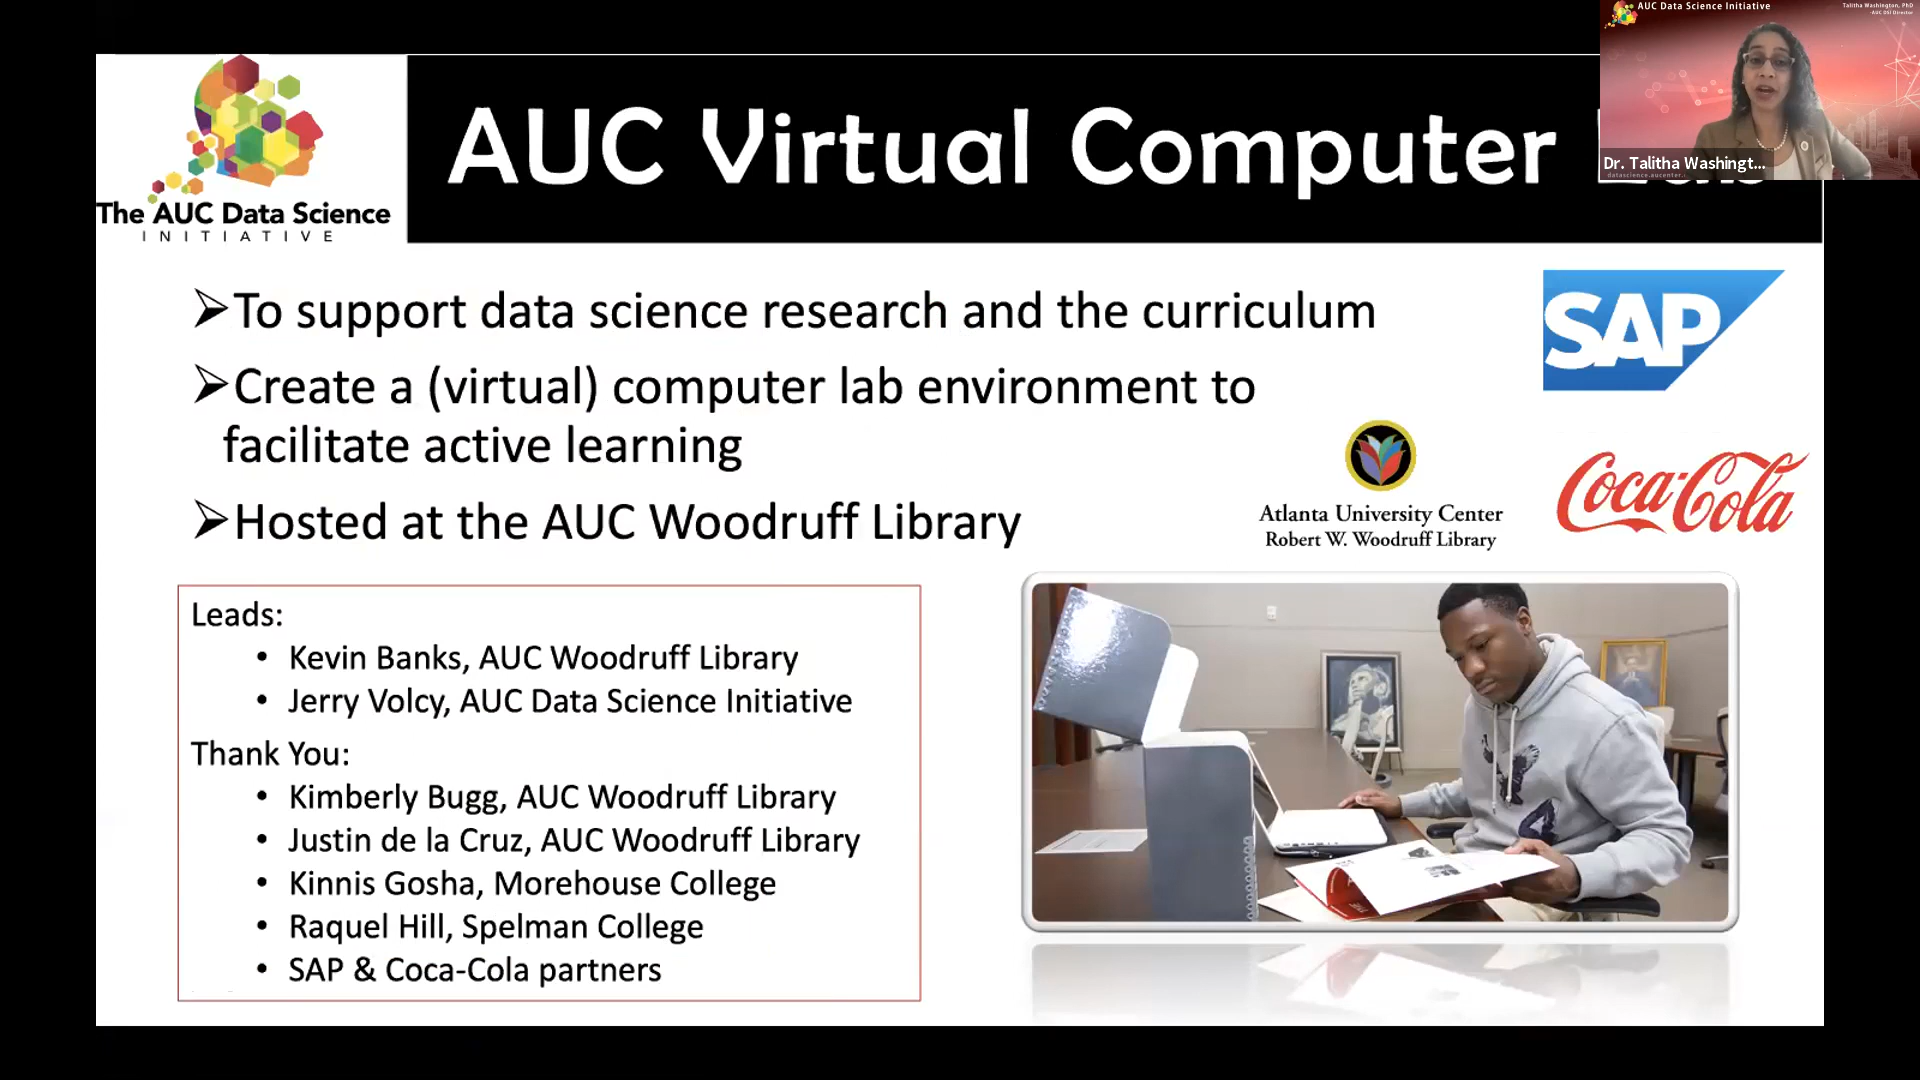 AUC Data Science Initiative
Talitha Washington, PhD
AUC DSI Director
The AUC Data Science
INITIATIVE
AUC Virtual Computer
Dr. Talitha Washingt...
➢To support data science research and the curriculum
➢Create a (virtual) computer lab environment to
facilitate active learning
➢Hosted at the AUC Woodruff Library
SAP
Atlanta University Center
Robert W. Woodruff Library
Coca-Cola
Leads:
• Kevin Banks, AUC Woodruff Library
• Jerry Volcy, AUC Data Science Initiative
Thank You:
• Kimberly Bugg, AUC Woodruff Library
• Justin de la Cruz, AUC Woodruff Library
• Kinnis Gosha, Morehouse College
• Raquel Hill, Spelman College
• SAP & Coca-Cola partners